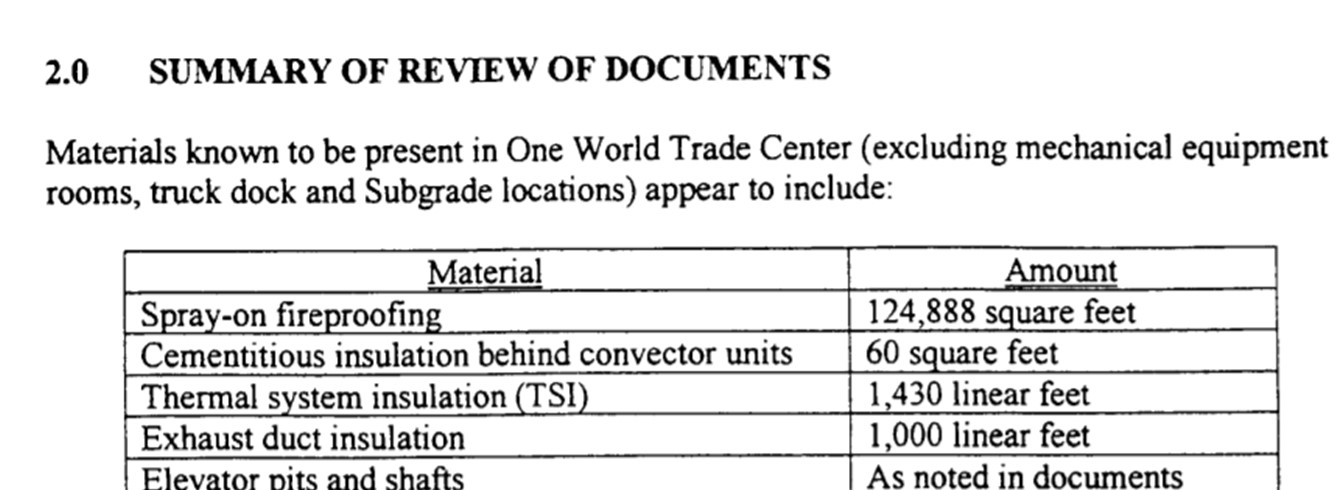 2.0 SUMMARY OF REVIEW OF DOCUMENTS
Materials known to be present in One World Trade Center (excluding mechanical equipment
rooms, truck dock and Subgrade locations) appear to include:
Material Amount
Spray-on fireproofing 124,888 square feet
Cementitious insulation behind convector units 60 square feet
Thermal system insulation (TSI) 1,430 linear feet
Exhaust duct insulation 1,000 linear feet
Elevator pits and shafts As noted in documents